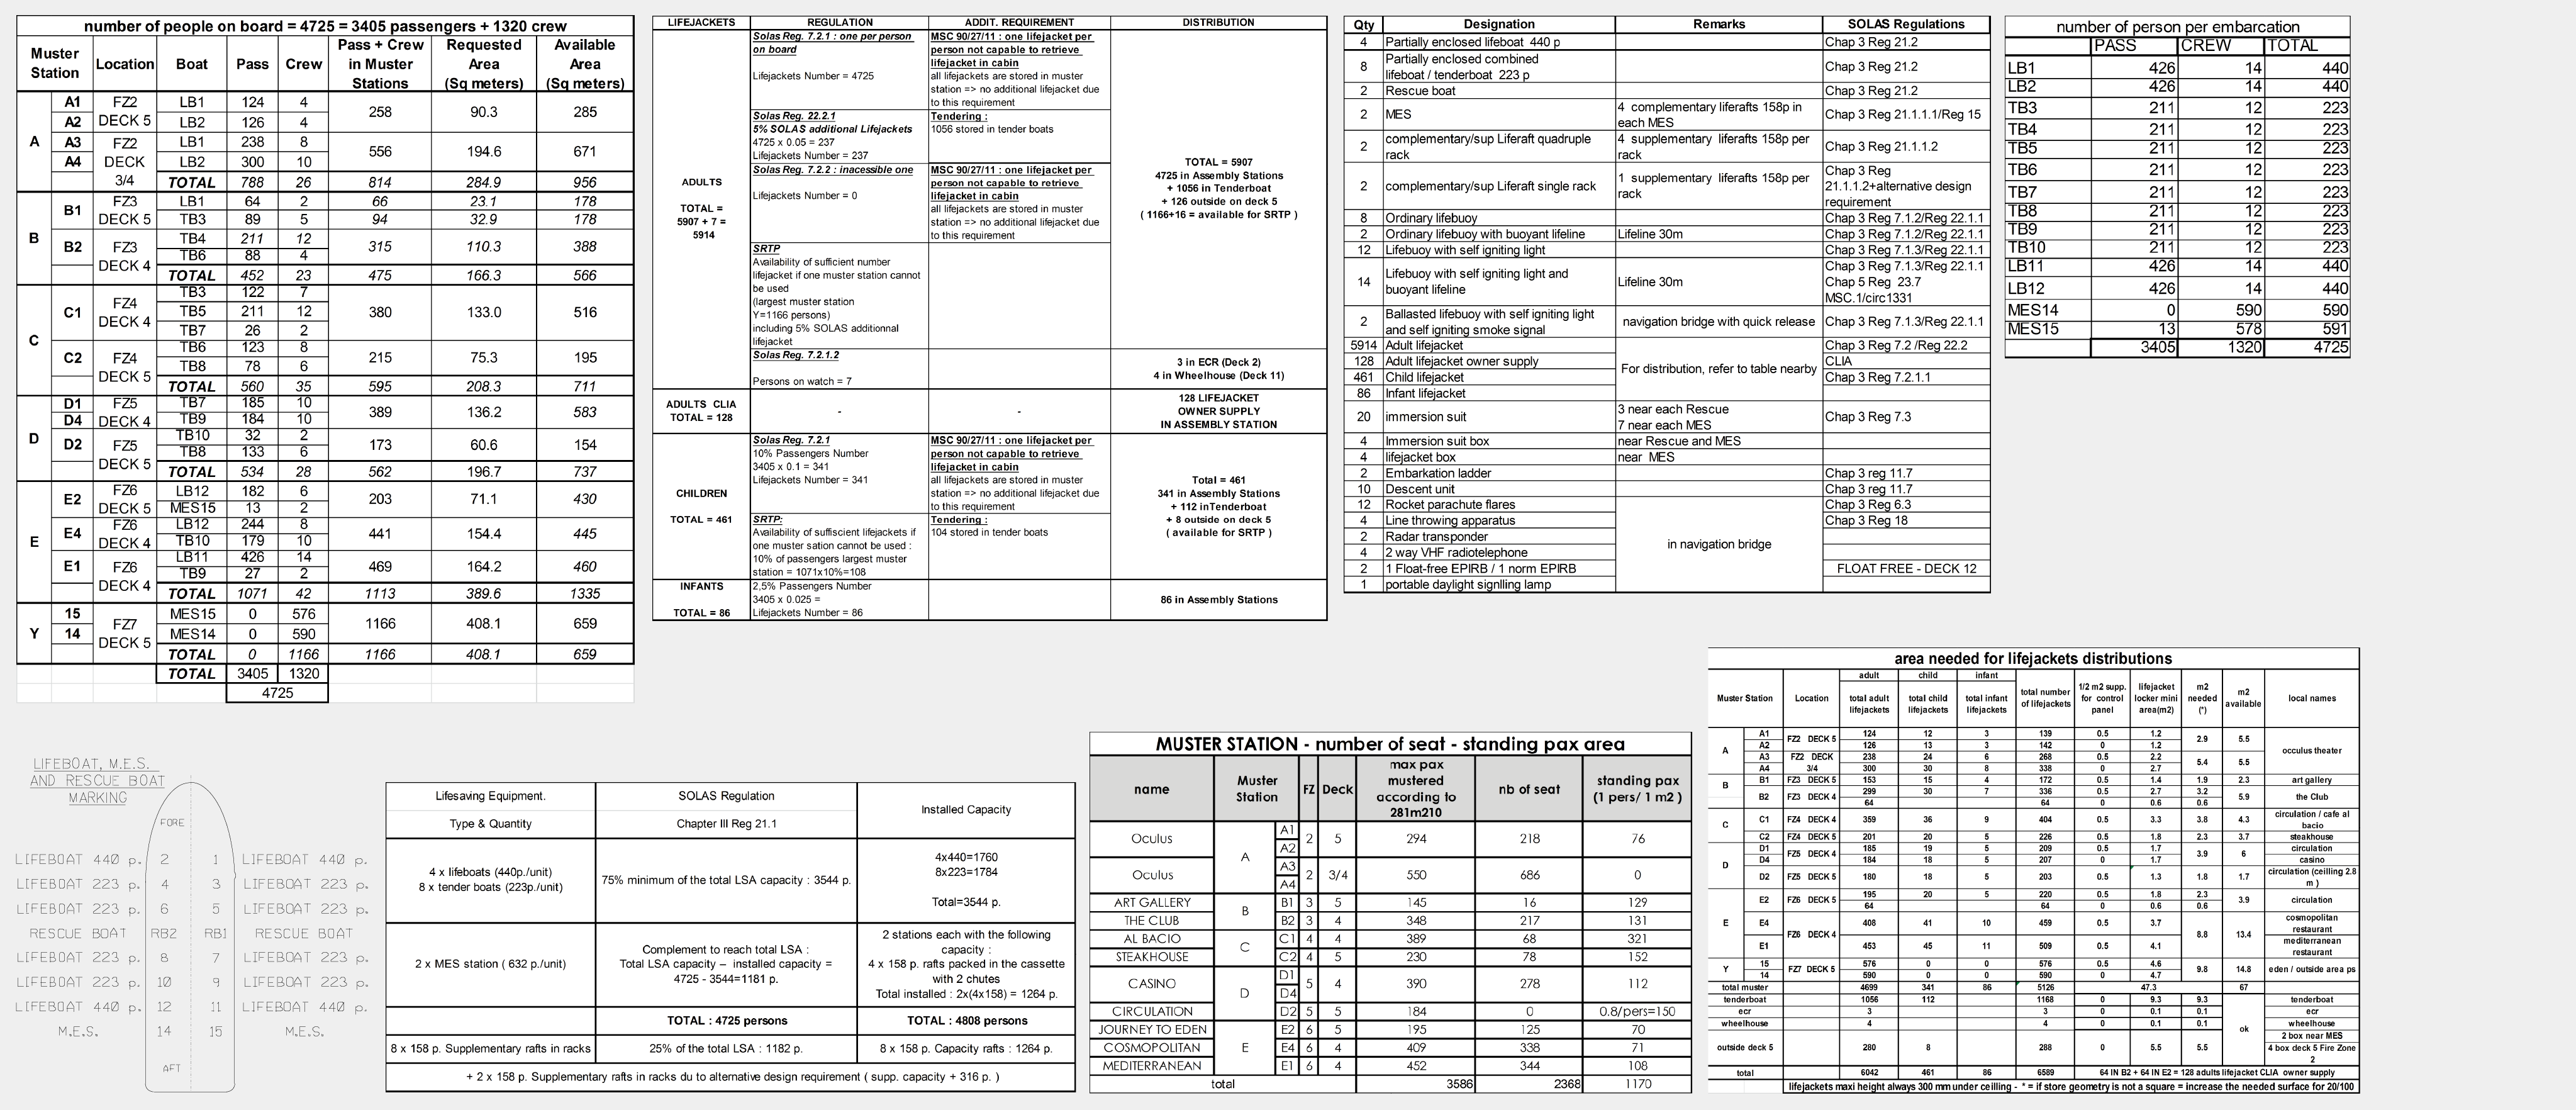 number of people on board = 4725 = 3405 passengers + 1320 crew
Muster Station Location Boat Pass Crew Pass + Crew in Muster Stations Requested Area (Sq meters) Available Area (Sq meters)
A A1 FZ2 DECK 5 LB1 124 4 258 90.3 285
A2 LB2 126 4
A3 FZ2 DECK 3/4 LB1 238 8 556 194.6 671
A4 LB2 300 10
TOTAL 788 26 814 284.9 956
B B1 FZ3 DECK 5 LB1 64 2 66 23.1 178
TB3 89 5 94 32.9 178
B2 FZ3 DECK 4 TB4 211 12 315 110.3 388
TB6 88 4
TOTAL 452 23 475 166.3 566
C C1 FZ4 DECK 4 TB3 122 7 380 133.0 516
TB5 211 12
TB7 26 2
C2 FZ4 DECK 5 TB6 123 8 215 75.3 195
TB8 78 6
TOTAL 560 35 595 208.3 711
D D1 FZ5 DECK 4 TB7 185 10 389 136.2 583
D4 TB9 184 10
D2 FZ5 DECK 5 TB10 32 2 173 60.6 154
TB8 133 6
TOTAL 534 28 562 196.7 737
E E2 FZ6 DECK 5 LB12 182 6 203 71.1 430
MES15 13 2
E4 FZ6 DECK 4 LB12 244 8 441 154.4 445
TB10 179 10
E1 FZ6 DECK 4 LB11 426 14 469 164.2 460
TB9 27 2
TOTAL 1071 42 1113 389.6 1335
Y 15 FZ7 DECK 5 MES15 0 576 1166 408.1 659
14 MES14 0 590
TOTAL 0 1166 1166 408.1 659
TOTAL 3405 1320
4725
LIFEJACKETS REGULATION ADDIT. REQUIREMENT DISTRIBUTION
ADULTS
TOTAL =
5907 + 7 =
5914
Solas Reg. 7.2.1 : one per person
on board
Lifejackets Number = 4725
MSC 90/27/11 : one lifejacket per
person not capable to retrieve
lifejacket in cabin
all lifejackets are stored in muster
station => no additional lifejacket due
to this requirement
Solas Reg. 22.2.1
5% SOLAS additional Lifejackets
4725 x 0.05 = 237
Lifejackets Number = 237
Tendering :
1056 stored in tender boats
Solas Reg. 7.2.2 : inacessible one
Lifejackets Number = 0
MSC 90/27/11 : one lifejacket per
person not capable to retrieve
lifejacket in cabin
all lifejackets are stored in muster
station => no additional lifejacket due
to this requirement
SRTP
Availability of sufficient number
lifejacket if one muster station cannot
be used
(largest muster station
Y=1166 persons)
including 5% SOLAS additionnal
lifejacket
TOTAL = 5907
4725 in Assembly Stations
+ 1056 in Tenderboat
+ 126 outside on deck 5
( 1166+16 = available for SRTP )
Solas Reg. 7.2.1.2
Persons on watch = 7
3 in ECR (Deck 2)
4 in Wheelhouse (Deck 11)
ADULTS CLIA
TOTAL = 128
- -
128 LIFEJACKET
OWNER SUPPLY
IN ASSEMBLY STATION
CHILDREN
TOTAL = 461
Solas Reg. 7.2.1
10% Passengers Number
3405 x 0.1 = 341
Lifejackets Number = 341
MSC 90/27/11 : one lifejacket per
person not capable to retrieve
lifejacket in cabin
all lifejackets are stored in muster
station => no additional lifejacket due
to this requirement
SRTP:
Availability of suffiscient lifejackets if
one muster sation cannot be used :
10% of passengers largest muster
station = 1071x10%=108
Tendering :
104 stored in tender boats
Total = 461
341 in Assembly Stations
+ 112 inTenderboat
+ 8 outside on deck 5
( available for SRTP )
INFANTS
TOTAL = 86
2,5% Passengers Number
3405 x 0.025 =
Lifejackets Number = 86
86 in Assembly Stations
Qty Designation Remarks SOLAS Regulations
4 Partially enclosed lifeboat 440 p Chap 3 Reg 21.2
8 Partially enclosed combined lifeboat / tenderboat 223 p Chap 3 Reg 21.2
2 Rescue boat Chap 3 Reg 21.2
2 MES 4 complementary liferafts 158p in each MES Chap 3 Reg 21.1.1.1/Reg 15
2 complementary/sup Liferaft quadruple rack 4 supplementary liferafts 158p per rack Chap 3 Reg 21.1.1.2
2 complementary/sup Liferaft single rack 1 supplementary liferafts 158p per rack Chap 3 Reg 21.1.1.2+alternative design requirement
8 Ordinary lifebuoy Chap 3 Reg 7.1.2/Reg 22.1.1
2 Ordinary lifebuoy with buoyant lifeline Lifeline 30m Chap 3 Reg 7.1.2/Reg 22.1.1
12 Lifebuoy with self igniting light Chap 3 Reg 7.1.3/Reg 22.1.1
14 Lifebuoy with self igniting light and buoyant lifeline Lifeline 30m Chap 3 Reg 7.1.3/Reg 22.1.1 Chap 5 Reg 23.7 MSC.1/circ1331
2 Ballasted lifebuoy with self igniting light and self igniting smoke signal navigation bridge with quick release Chap 3 Reg 7.1.3/Reg 22.1.1
5914 Adult lifejacket For distribution, refer to table nearby Chap 3 Reg 7.2 /Reg 22.2
128 Adult lifejacket owner supply CLIA
461 Child lifejacket Chap 3 Reg 7.2.1.1
86 Infant lifejacket
20 immersion suit 3 near each Rescue 7 near each MES Chap 3 Reg 7.3
4 Immersion suit box near Rescue and MES
4 lifejacket box near MES
2 Embarkation ladder Chap 3 reg 11.7
10 Descent unit Chap 3 reg 11.7
12 Rocket parachute flares in navigation bridge Chap 3 Reg 6.3
4 Line throwing apparatus Chap 3 Reg 18
2 Radar transponder
4 2 way VHF radiotelephone
2 1 Float-free EPIRB / 1 norm EPIRB FLOAT FREE - DECK 12
1 portable daylight signlling lamp
number of person per embarcation
PASS CREW TOTAL
LB1 426 14 440
LB2 426 14 440
TB3 211 12 223
TB4 211 12 223
TB5 211 12 223
TB6 211 12 223
TB7 211 12 223
TB8 211 12 223
TB9 211 12 223
TB10 211 12 223
LB11 426 14 440
LB12 426 14 440
MES14 0 590 590
MES15 13 578 591
3405 1320 4725
LIFEBOAT, M.E.S.
AND RESCUE BOAT
MARKING
FORE
LIFEBOAT 440 p. 2 1 LIFEBOAT 440 p.
LIFEBOAT 223 p. 4 3 LIFEBOAT 223 p.
LIFEBOAT 223 p. 6 5 LIFEBOAT 223 p.
RESCUE BOAT RB2 RB1 RESCUE BOAT
LIFEBOAT 223 p. 8 7 LIFEBOAT 223 p.
LIFEBOAT 223 p. 10 9 LIFEBOAT 223 p.
LIFEBOAT 440 p. 12 11 LIFEBOAT 440 p.
M.E.S. 14 15 M.E.S.
AFT
Lifesaving Equipment. SOLAS Regulation Installed Capacity
Type & Quantity Chapter III Reg 21.1
4 x lifeboats (440p./unit)
8 x tender boats (223p./unit)
75% minimum of the total LSA capacity : 3544 p.
4x440=1760
8x223=1784
Total=3544 p.
2 x MES station ( 632 p./unit)
Complement to reach total LSA :
Total LSA capacity – installed capacity =
4725 - 3544=1181 p.
2 stations each with the following
capacity :
4 x 158 p. rafts packed in the cassette
with 2 chutes
Total installed : 2x(4x158) = 1264 p.
TOTAL : 4725 persons TOTAL : 4808 persons
8 x 158 p. Supplementary rafts in racks 25% of the total LSA : 1182 p. 8 x 158 p. Capacity rafts : 1264 p.
+ 2 x 158 p. Supplementary rafts in racks du to alternative design requirement ( supp. capacity + 316 p. )
MUSTER STATION - number of seat - standing pax area
name Muster Station FZ Deck max pax mustered according to 281m210 nb of seat standing pax (1 pers/ 1 m2 )
Oculus A A1 A2 2 5 294 218 76
Oculus A3 A4 2 3/4 550 686 0
ART GALLERY B B1 3 5 145 16 129
THE CLUB B2 3 4 348 217 131
AL BACIO C C1 4 4 389 68 321
STEAKHOUSE C2 4 5 230 78 152
CASINO D D1 D4 5 4 390 278 112
CIRCULATION D2 5 5 184 0 0.8/pers=150
JOURNEY TO EDEN E E2 6 5 195 125 70
COSMOPOLITAN E4 6 4 409 338 71
MEDITERRANEAN E1 6 4 452 344 108
total 3586 2368 1170
area needed for lifejackets distributions
adult child infant
Muster Station Location total adult lifejackets total child lifejackets total infant lifejackets total number of lifejackets 1/2 m2 supp. for control panel lifejacket locker mini area(m2) m2 needed (*) m2 available local names
A A1 FZ2 DECK 5 124 12 3 139 0.5 1.2 2.9 5.5 occulus theater
A2 126 13 3 142 0 1.2
A3 FZ2 DECK 3/4 238 24 6 268 0.5 2.2 5.4 5.5
A4 300 30 8 338 0 2.7
B B1 FZ3 DECK 5 153 15 4 172 0.5 1.4 1.9 2.3 art gallery
B2 FZ3 DECK 4 299 30 7 336 0.5 2.7 3.2 5.9 the Club
64 64 0 0.6 0.6
C C1 FZ4 DECK 4 359 36 9 404 0.5 3.3 3.8 4.3 circulation / cafe al bacio
C2 FZ4 DECK 5 201 20 5 226 0.5 1.8 2.3 3.7 steakhouse
D D1 FZ5 DECK 4 185 19 5 209 0.5 1.7 3.9 6 circulation
D4 184 18 5 207 0 1.7 casino
D2 FZ5 DECK 5 180 18 5 203 0.5 1.3 1.8 1.7 circulation (ceilling 2.8 m )
E E2 FZ6 DECK 5 195 20 5 220 0.5 1.8 2.3 3.9 circulation
64 64 0 0.6 0.6
E4 FZ6 DECK 4 408 41 10 459 0.5 3.7 8.8 13.4 cosmopolitan restaurant
E1 453 45 11 509 0.5 4.1 mediterranean restaurant
Y 15 FZ7 DECK 5 576 0 0 576 0.5 4.6 9.8 14.8 eden / outside area ps
14 590 0 0 590 0 4.7
total muster 4699 341 86 5126 47.3 67
tenderboat 1056 112 1168 0 9.3 9.3 ok tenderboat
ecr 3 3 0 0.1 0.1 ecr
wheelhouse 4 4 0 0.1 0.1 wheelhouse
outside deck 5 280 8 288 0 5.5 5.5 2 box near MES
4 box deck 5 Fire Zone 2
total 6042 461 86 6589 64 IN B2 + 64 IN E2 = 128 adults lifejacket CLIA owner supply
lifejackets maxi height always 300 mm under ceilling - * = if store geometry is not a square = increase the needed surface for 20/100